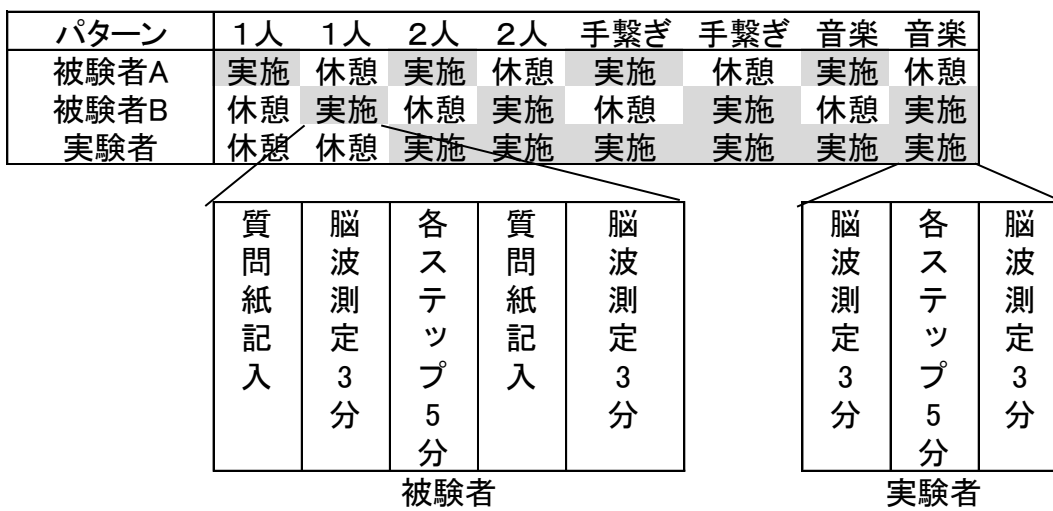 パターン 1人 1人 2人 2人 手繋ぎ 手繋ぎ 音楽 音楽
被験者A 実施 休憩 実施 休憩 実施 休憩 実施 休憩
被験者B 休憩 実施 休憩 実施 休憩 実施 休憩 実施
実験者 休憩 休憩 実施 実施 実施 実施 実施 実施
質問紙記入
脳波測定3分
各ステップ5分
質問紙記入
脳波測定3分
被験者
脳波測定3分
各ステップ5分
脳波測定3分
実験者